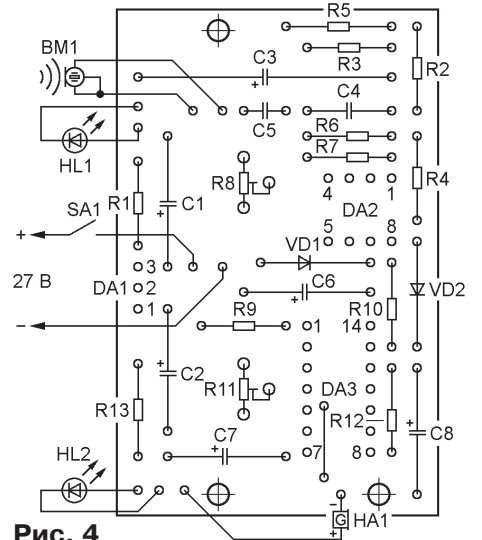 R5
BM1
R3
C3
+
R2
C5
C4
R6
HL1
R7
R8
4
1
R4
R1
SA1
+
C1
DA2
+
5
8
VD1
27 В
DA1
3
2
1
C6
+
R10
VD2
−
R9
1
14
+
C2
R11
DA3
R13
R12
+
C8
C7
+
HL2
7
8
−
G
HA1
+
Рис. 4